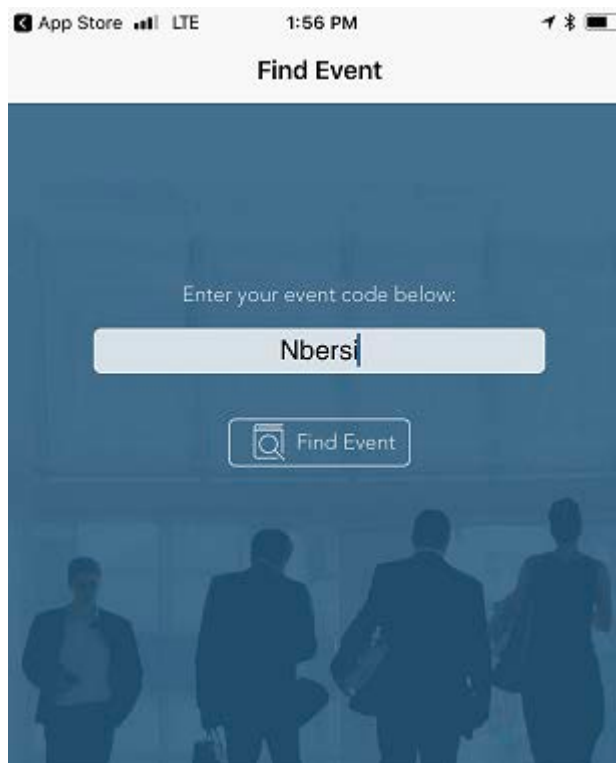 App Store LTE 1:56 PM
Find Event
Enter your event code below:
Nbersi
Find Event